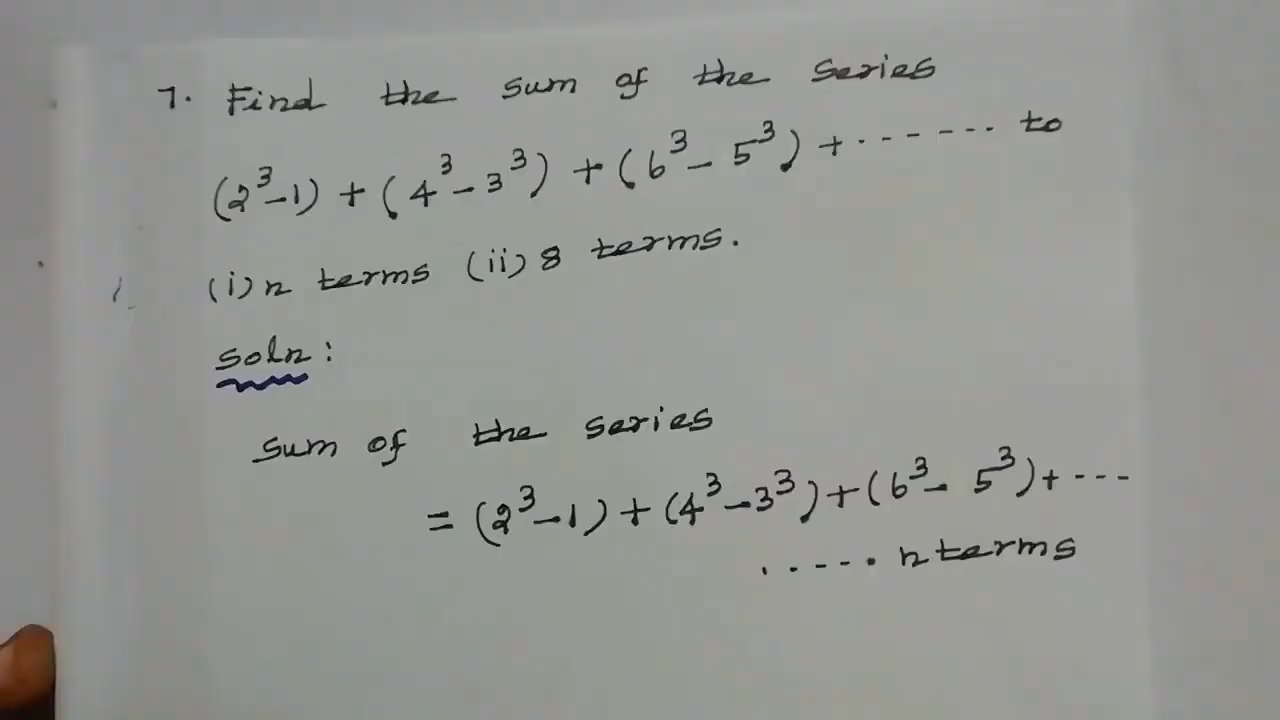 7. Find the sum of the series
(2³-1) + (4³-3³) + (6³-5³) + ....... to
(i) n terms (ii) 8 terms.
Soln:
Sum of the series
= (2³-1) + (4³-3³) + (6³-5³) + ---
. . - - - . n terms